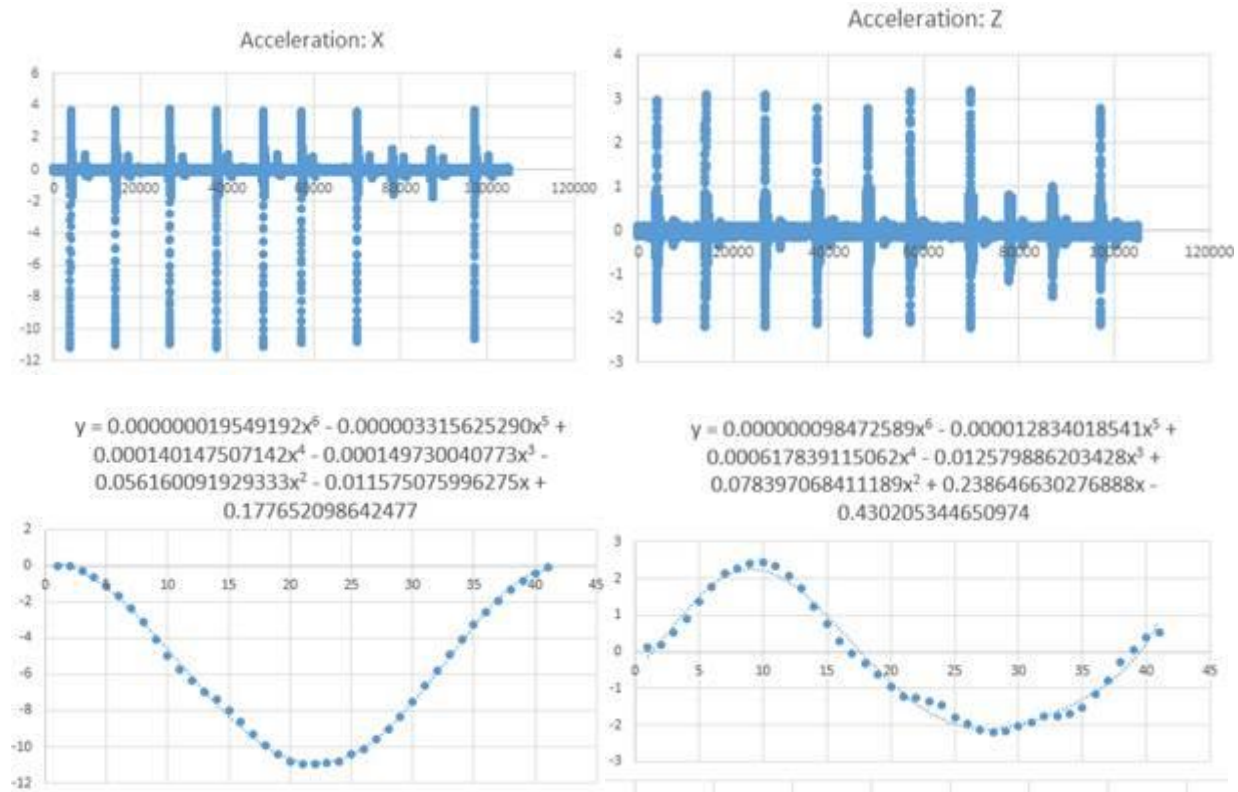 Acceleration: X
6
4
2
0
0 20000 40000 60000 80000 100000 120000
-2
-4
-6
-8
-10
-12
Acceleration: Z
4
3
2
1
0
0 20000 40000 60000 80000 100000 120000
-1
-2
-3
y = 0.000000019549192x⁶ - 0.000003315625290x⁵ +
0.000140147507142x⁴ - 0.000149730040773x³ -
0.056160091929333x² - 0.011575075996275x +
0.177652098642477
2
0
0 5 10 15 20 25 30 35 40 45
-2
-4
-6
-8
-10
-12
y = 0.000000098472589x⁶ - 0.000012834018541x⁵ +
0.000617839115062x⁴ - 0.012579886203428x³ +
0.078397068411189x² + 0.238646630276888x -
0.430205344650974
3
2
1
0
0 5 10 15 20 25 30 35 40 45
-1
-2
-3